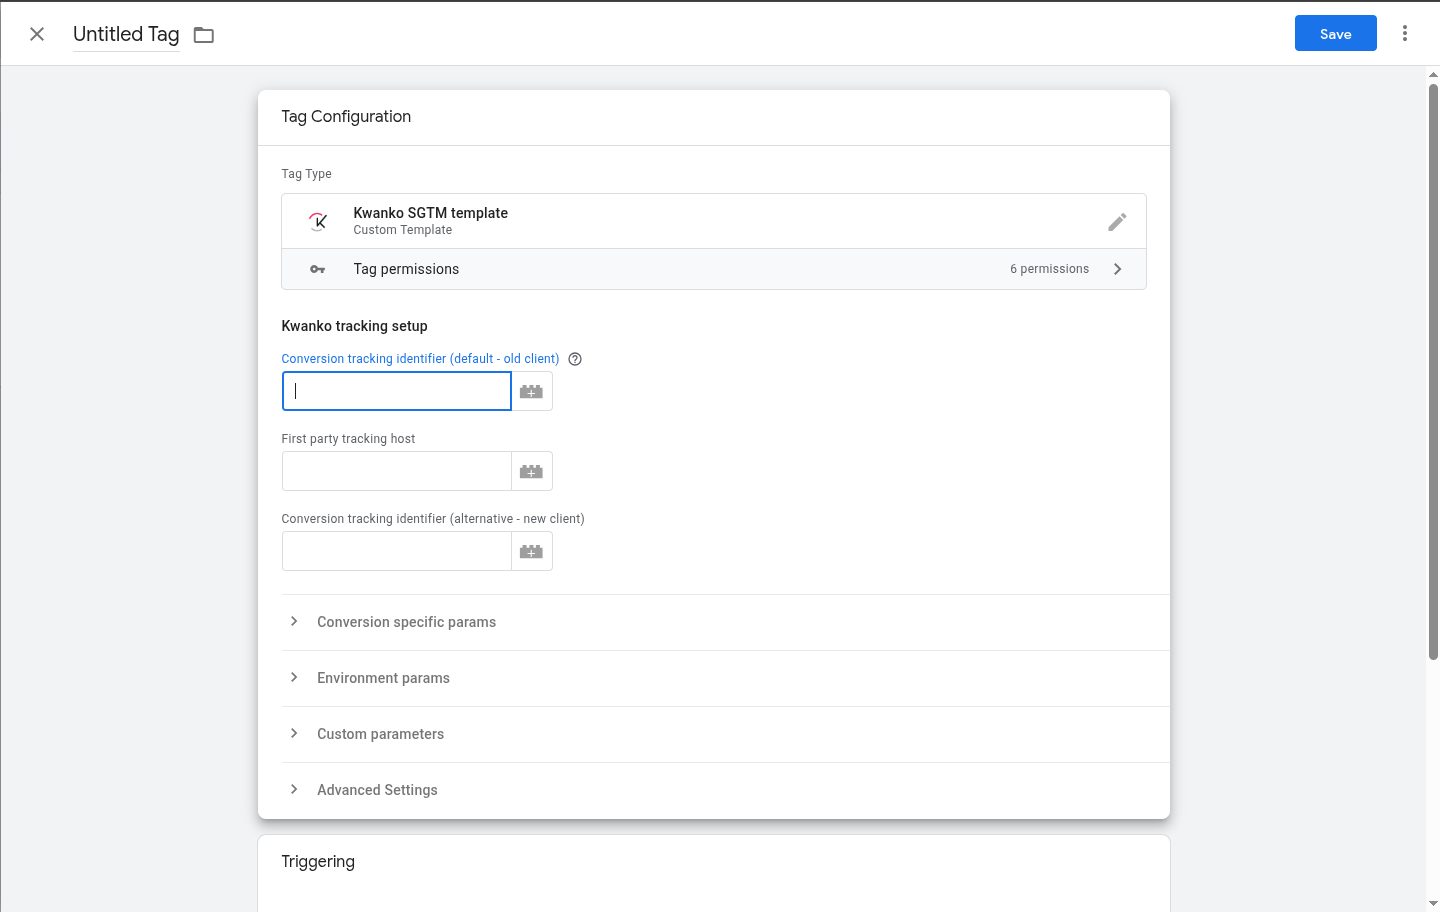 Untitled Tag
Save
Tag Configuration
Tag Type
Kwanko SGTM template
Custom Template
Tag permissions
6 permissions
Kwanko tracking setup
Conversion tracking identifier (default - old client)
First party tracking host
Conversion tracking identifier (alternative - new client)
Conversion specific params
Environment params
Custom parameters
Advanced Settings
Triggering